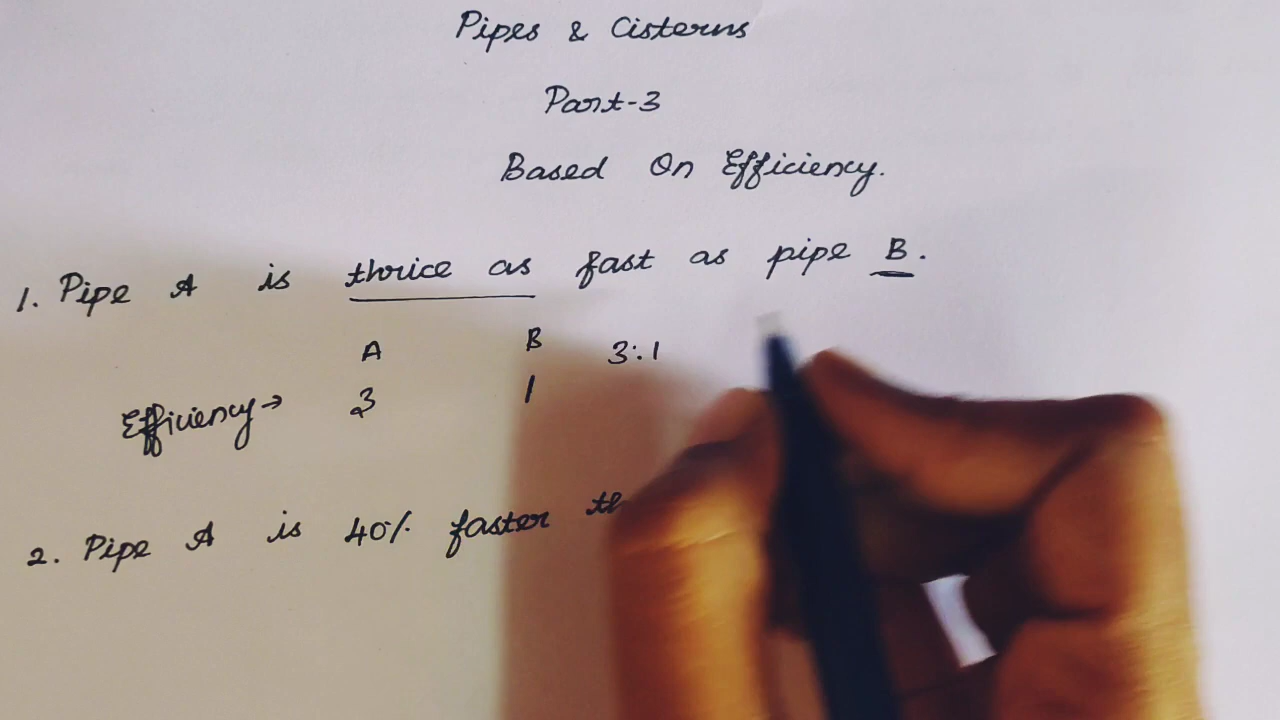 Pipes & Cisterns
Part-3
Based On Efficiency.
1. Pipe A is thrice as fast as pipe B.
A B 3:1
Efficiency→ 3 1
2. Pipe A is 40% faster